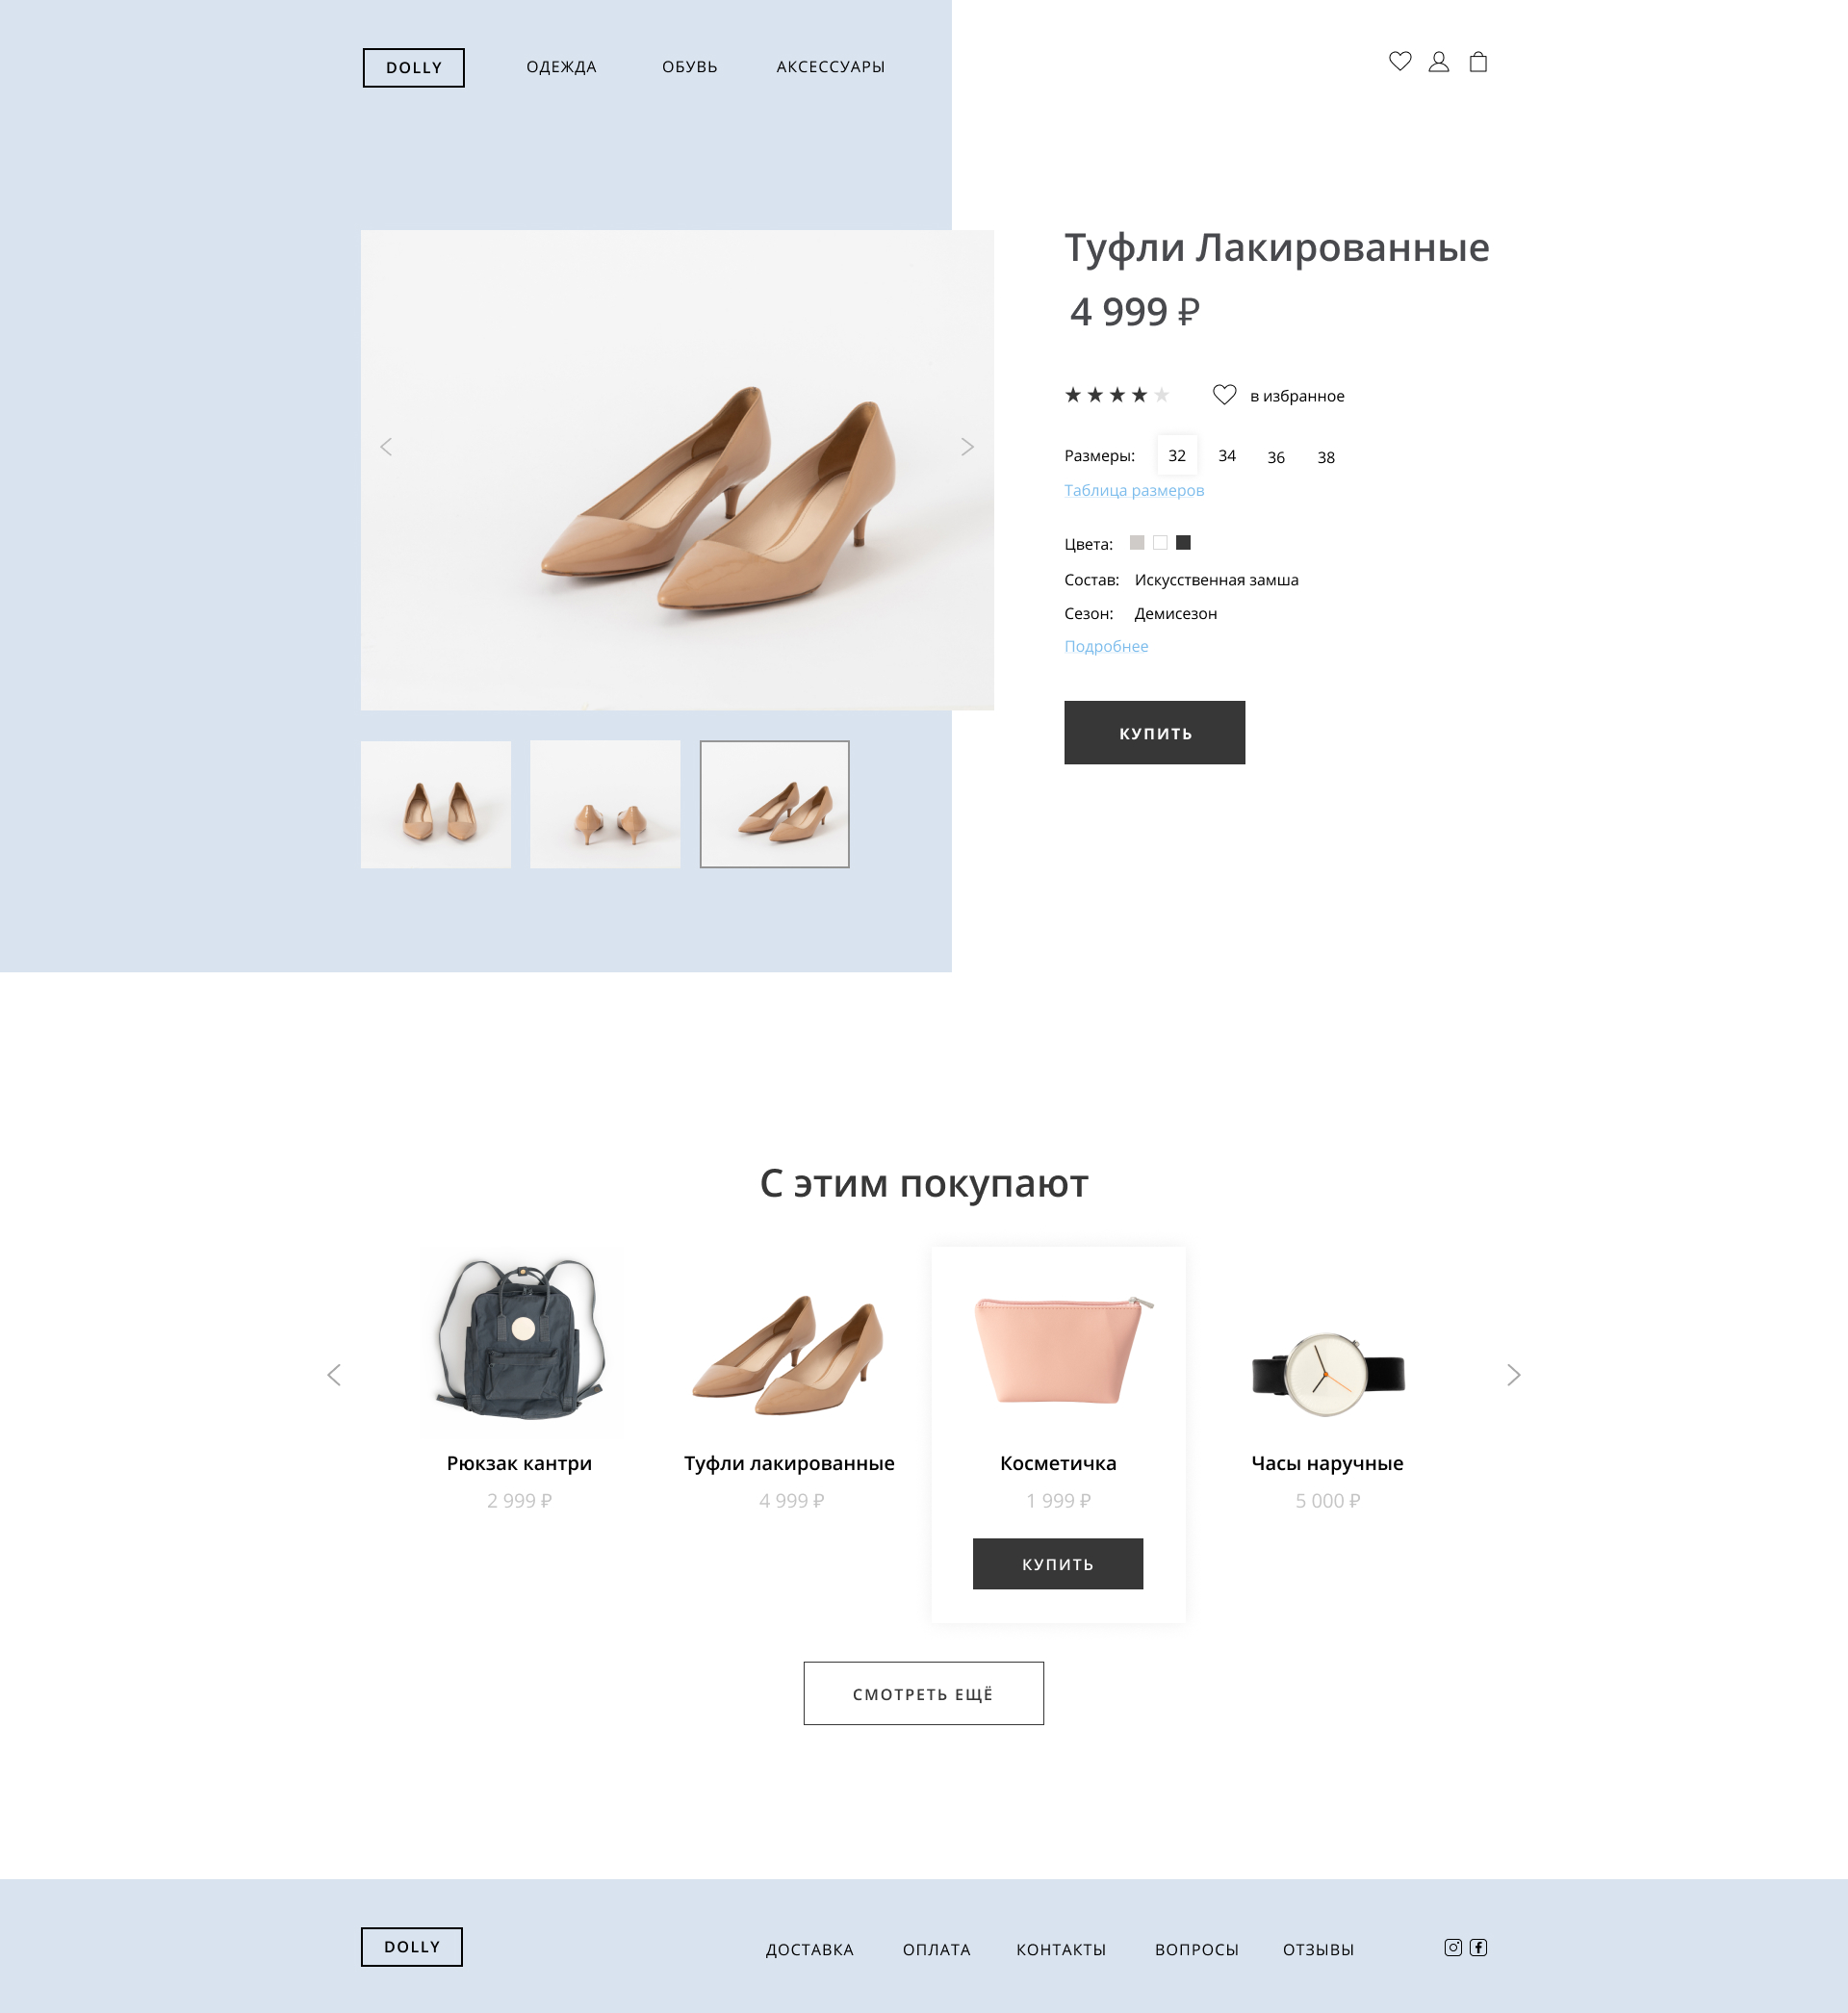 DOLLY
ОДЕЖДА
ОБУВЬ
АКСЕССУАРЫ
Туфли Лакированные
4 999 ₽
в избранное
Размеры: 32 34 36 38
Таблица размеров
Цвета:
Состав: Искусственная замша
Сезон: Демисезон
Подробнее
КУПИТЬ
С этим покупают
Рюкзак кантри
2 999 ₽
Туфли лакированные
4 999 ₽
Косметичка
1 999 ₽
КУПИТЬ
Часы наручные
5 000 ₽
СМОТРЕТЬ ЕЩЁ
DOLLY
ДОСТАВКА
ОПЛАТА
КОНТАКТЫ
ВОПРОСЫ
ОТЗЫВЫ